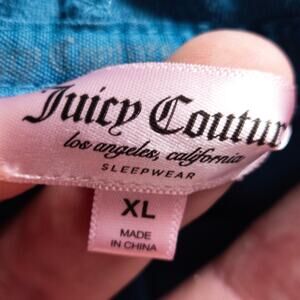 Juicy Coutur
los angeles, california
SLEEPWEAR
XL
MADE
IN CHINA